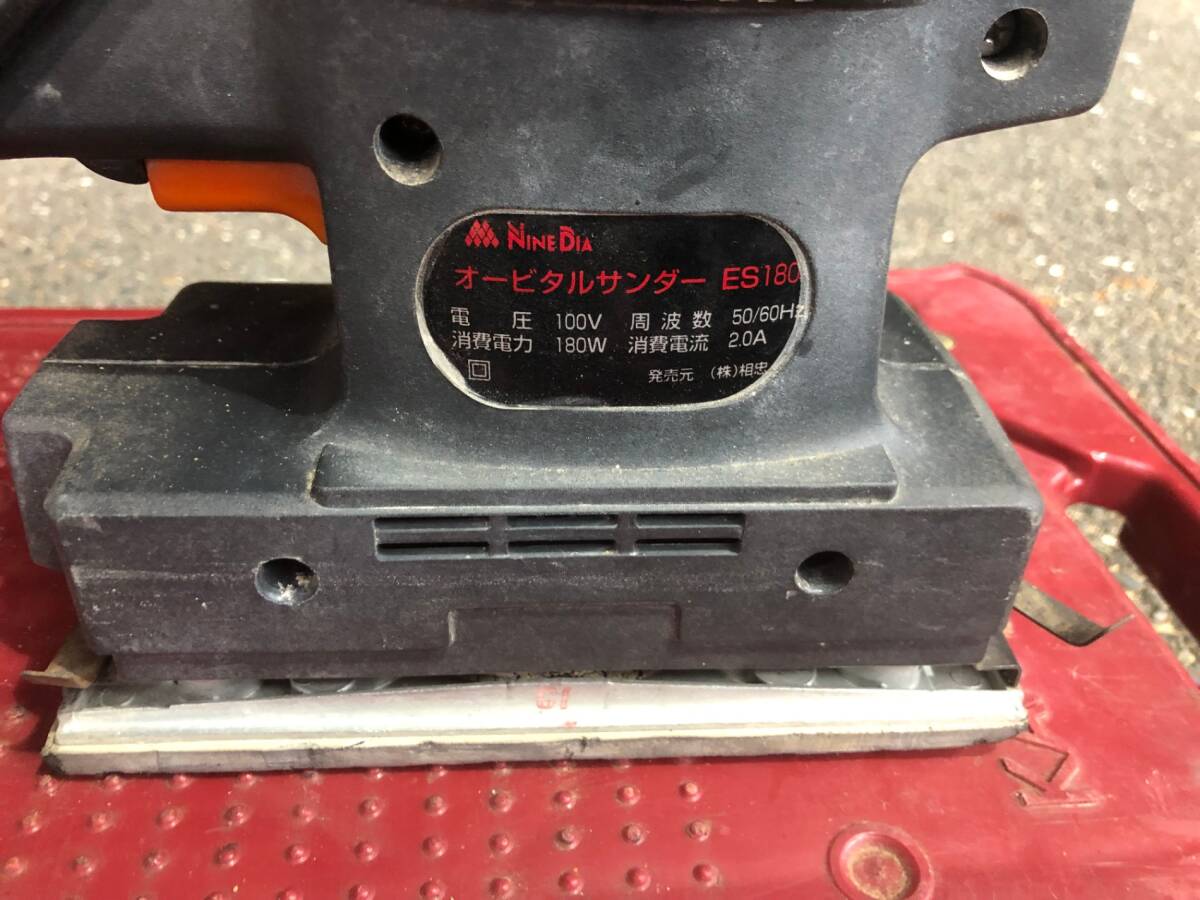 NINEDIA
オービタルサンダー ES180
電圧 100V 周波数 50/60Hz
消費電力 180W 消費電流 2.0A
発売元 (株)相忠